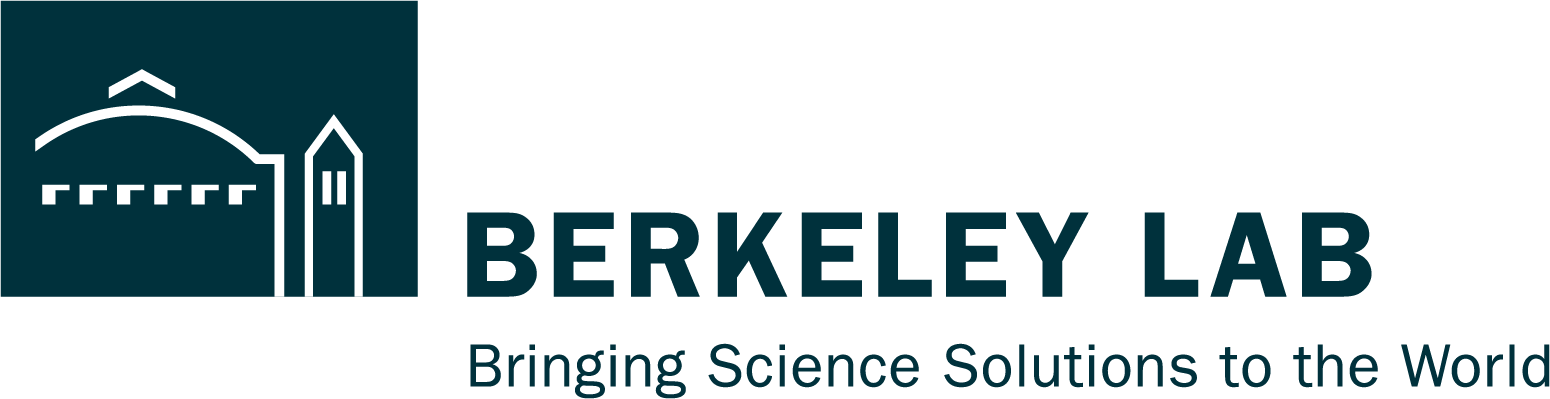 BERKELEY LAB
Bringing Science Solutions to the World